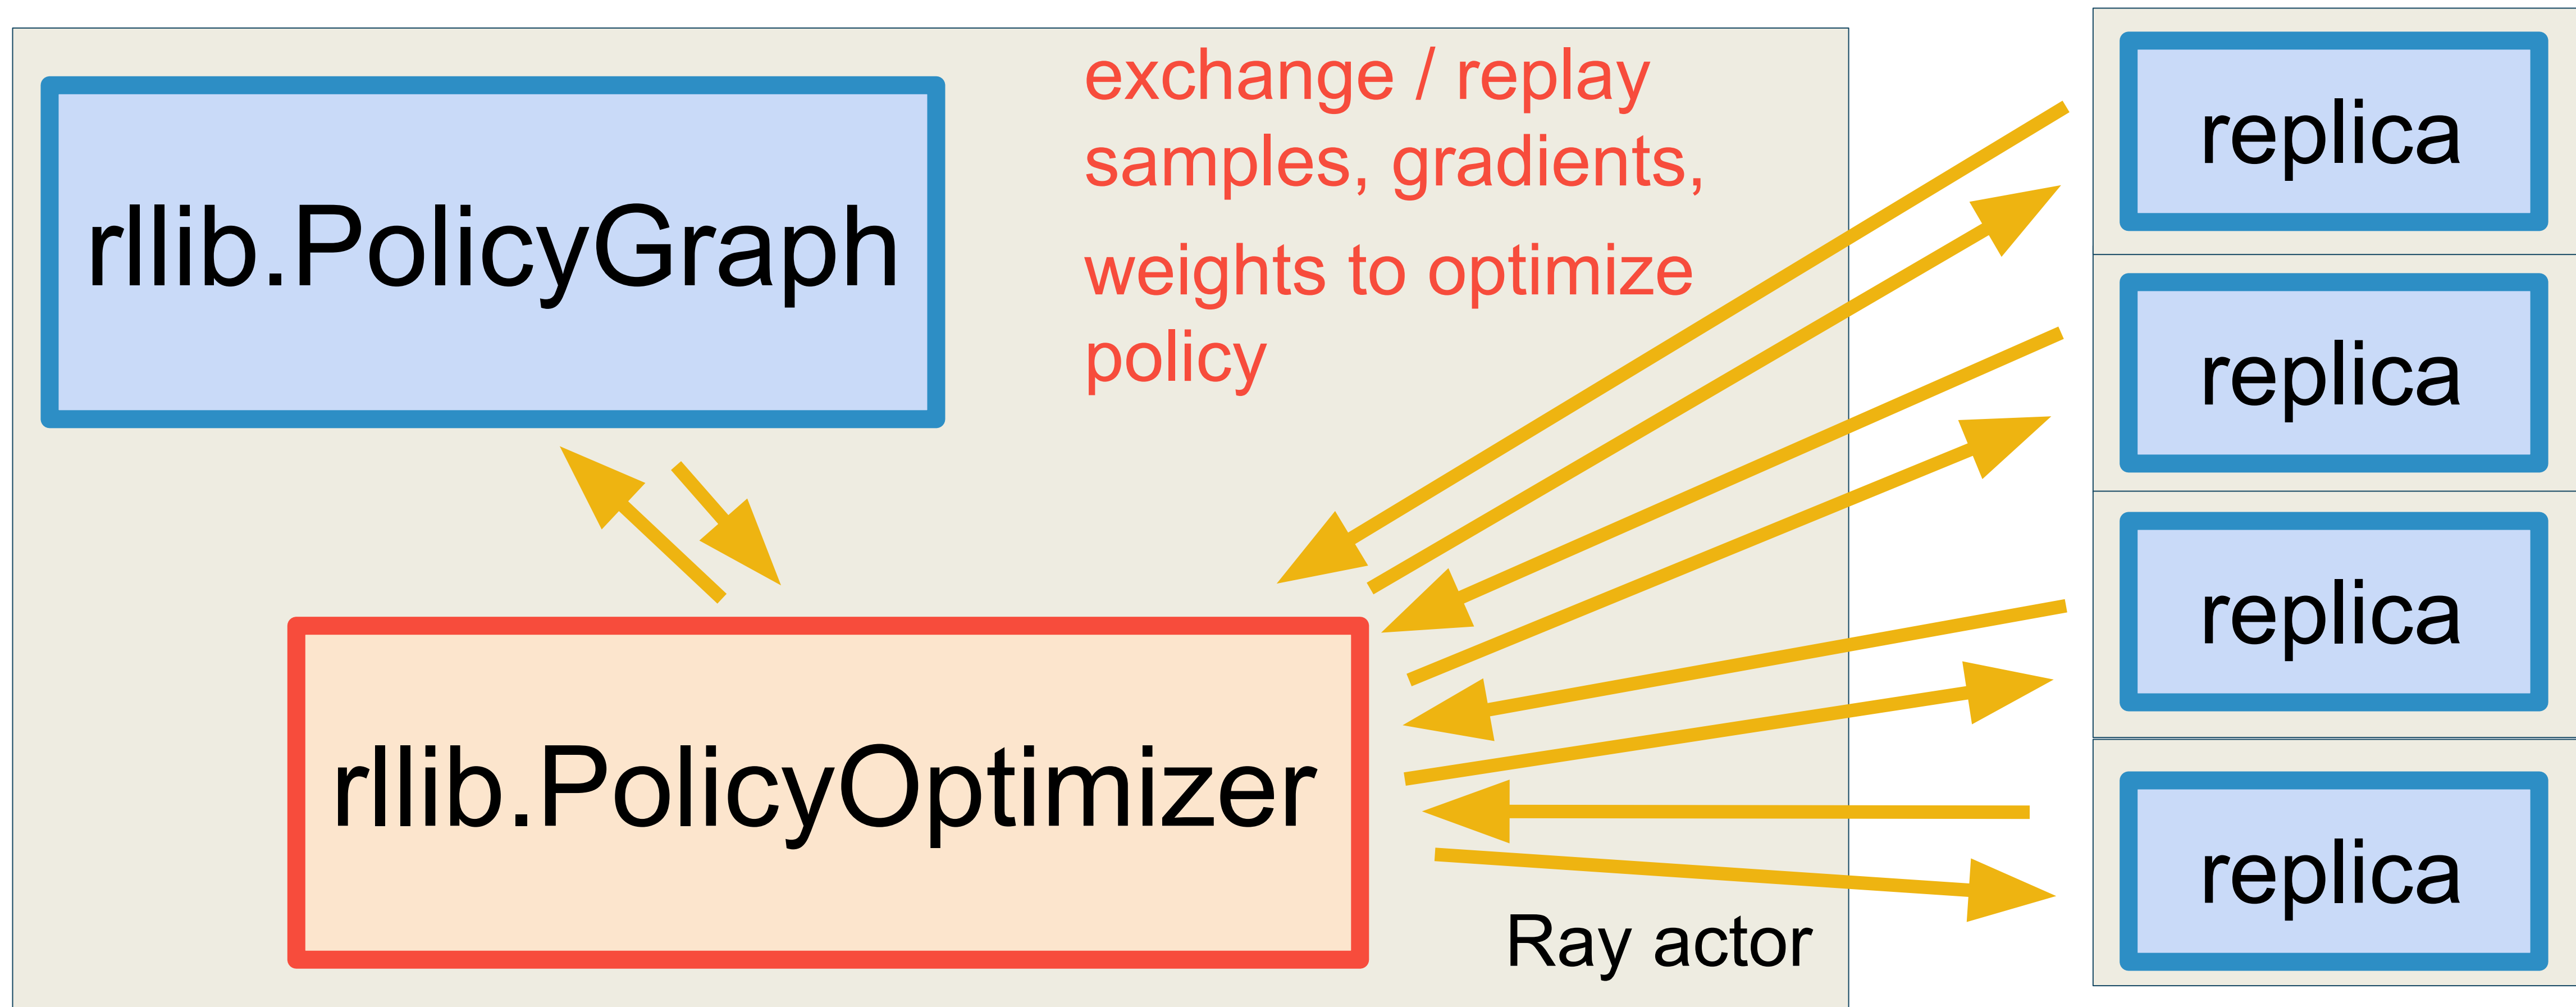 rllib.PolicyGraph
exchange / replay
samples, gradients,
weights to optimize
policy
rllib.PolicyOptimizer
Ray actor
replica
replica
replica
replica